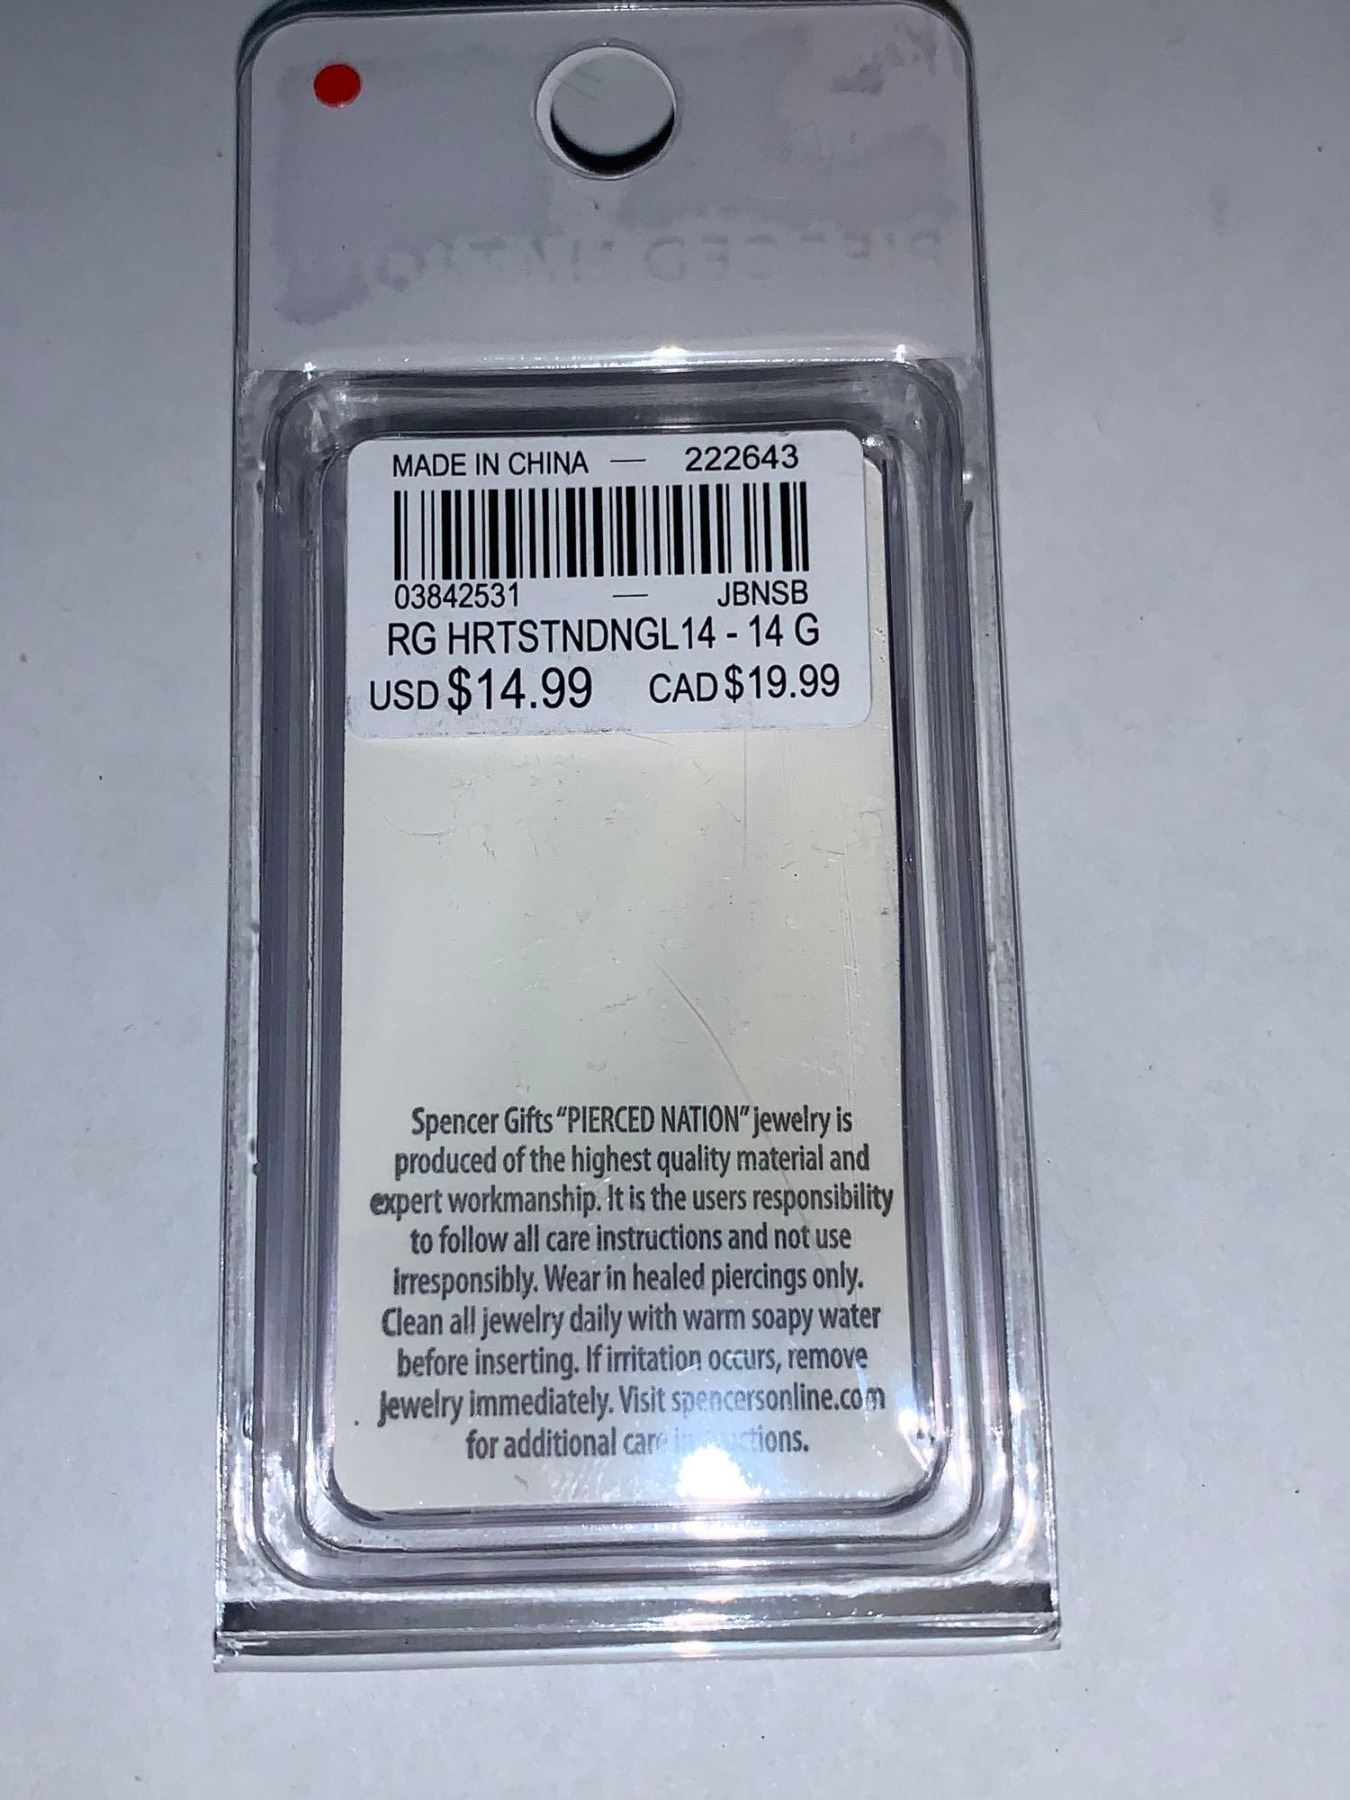 MADE IN CHINA — 222643
03842531 — JBNSB
RG HRTSTNDNGL14 - 14 G
USD $14.99 CAD $19.99
Spencer Gifts "PIERCED NATION" jewelry is
produced of the highest quality material and
expert workmanship. It is the users responsibility
to follow all care instructions and not use
irresponsibly. Wear in healed piercings only.
Clean all jewelry daily with warm soapy water
before inserting. If irritation occurs, remove
jewelry immediately. Visit spencersonline.com
for additional care